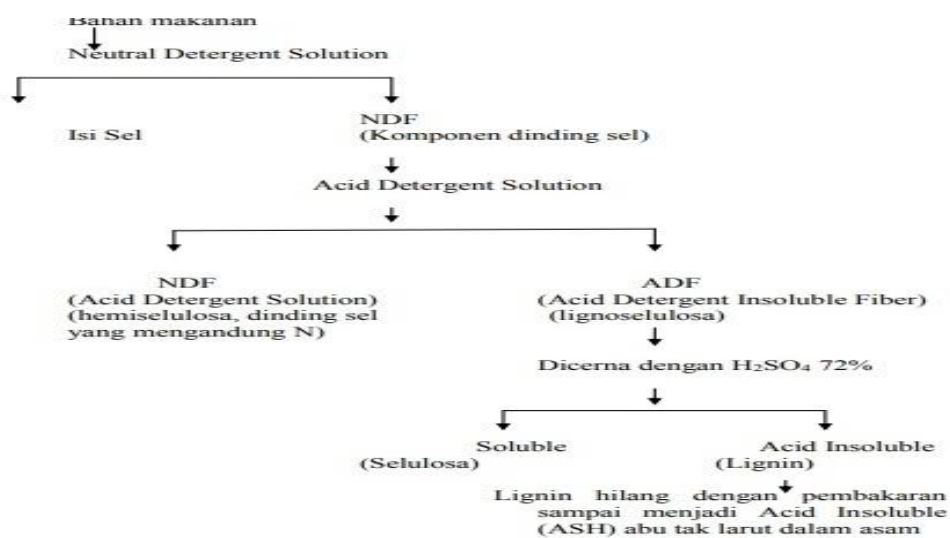 Bahan makanan
Neutral Detergent Solution
Isi Sel
NDF
(Komponen dinding sel)
Acid Detergent Solution
NDF
(Acid Detergent Solution)
(hemiselulosa, dinding sel
yang mengandung N)
ADF
(Acid Detergent Insoluble Fiber)
(lignoselulosa)
Dicerna dengan H₂SO₄ 72%
Soluble
(Selulosa)
Acid Insoluble
(Lignin)
Lignin hilang dengan pembakaran
sampai menjadi Acid Insoluble
(ASH) abu tak larut dalam asam